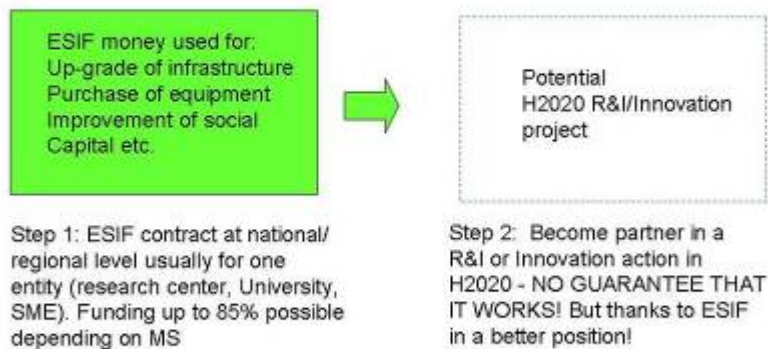 ESIF money used for:
Up-grade of infrastructure
Purchase of equipment
Improvement of social
Capital etc.
Potential
H2020 R&I/Innovation
project
Step 1: ESIF contract at national/
regional level usually for one
entity (research center, University,
SME). Funding up to 85% possible
depending on MS
Step 2:  Become partner in a
R&I or Innovation action in
H2020 - NO GUARANTEE THAT
IT WORKS! But thanks to ESIF
in a better position!